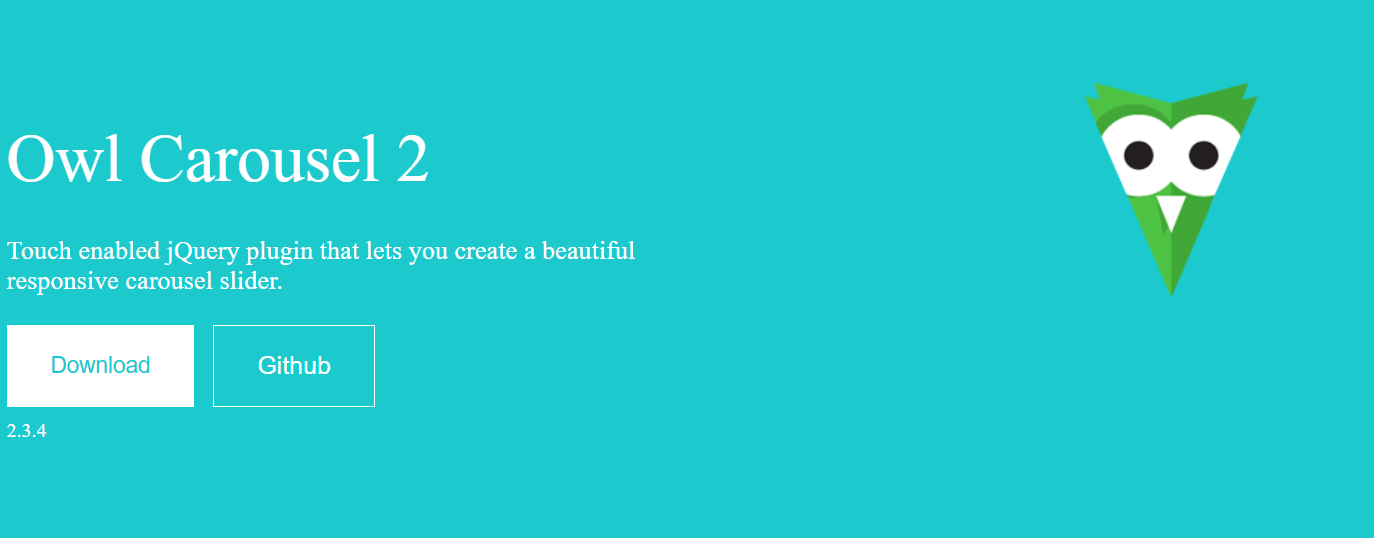 Owl Carousel 2
Touch enabled jQuery plugin that lets you create a beautiful
responsive carousel slider.
Download
Github
2.3.4